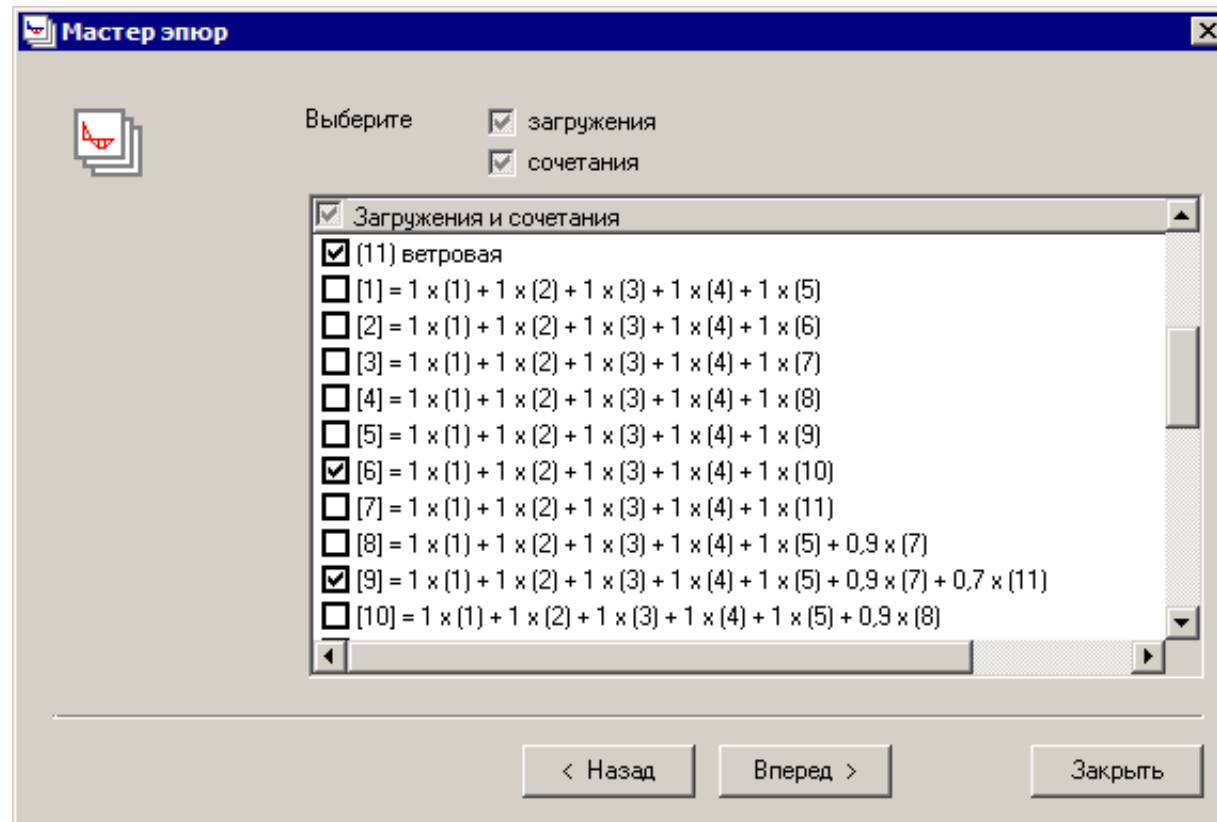 Мастер эпюр
Выберите
загружения
сочетания
Загружения и сочетания
(11) ветровая
[1] = 1 x (1) + 1 x (2) + 1 x (3) + 1 x (4) + 1 x (5)
[2] = 1 x (1) + 1 x (2) + 1 x (3) + 1 x (4) + 1 x (6)
[3] = 1 x (1) + 1 x (2) + 1 x (3) + 1 x (4) + 1 x (7)
[4] = 1 x (1) + 1 x (2) + 1 x (3) + 1 x (4) + 1 x (8)
[5] = 1 x (1) + 1 x (2) + 1 x (3) + 1 x (4) + 1 x (9)
[6] = 1 x (1) + 1 x (2) + 1 x (3) + 1 x (4) + 1 x (10)
[7] = 1 x (1) + 1 x (2) + 1 x (3) + 1 x (4) + 1 x (11)
[8] = 1 x (1) + 1 x (2) + 1 x (3) + 1 x (4) + 1 x (5) + 0,9 x (7)
[9] = 1 x (1) + 1 x (2) + 1 x (3) + 1 x (4) + 1 x (5) + 0,9 x (7) + 0,7 x (11)
[10] = 1 x (1) + 1 x (2) + 1 x (3) + 1 x (4) + 1 x (5) + 0,9 x (8)
< Назад
Вперед >
Закрыть